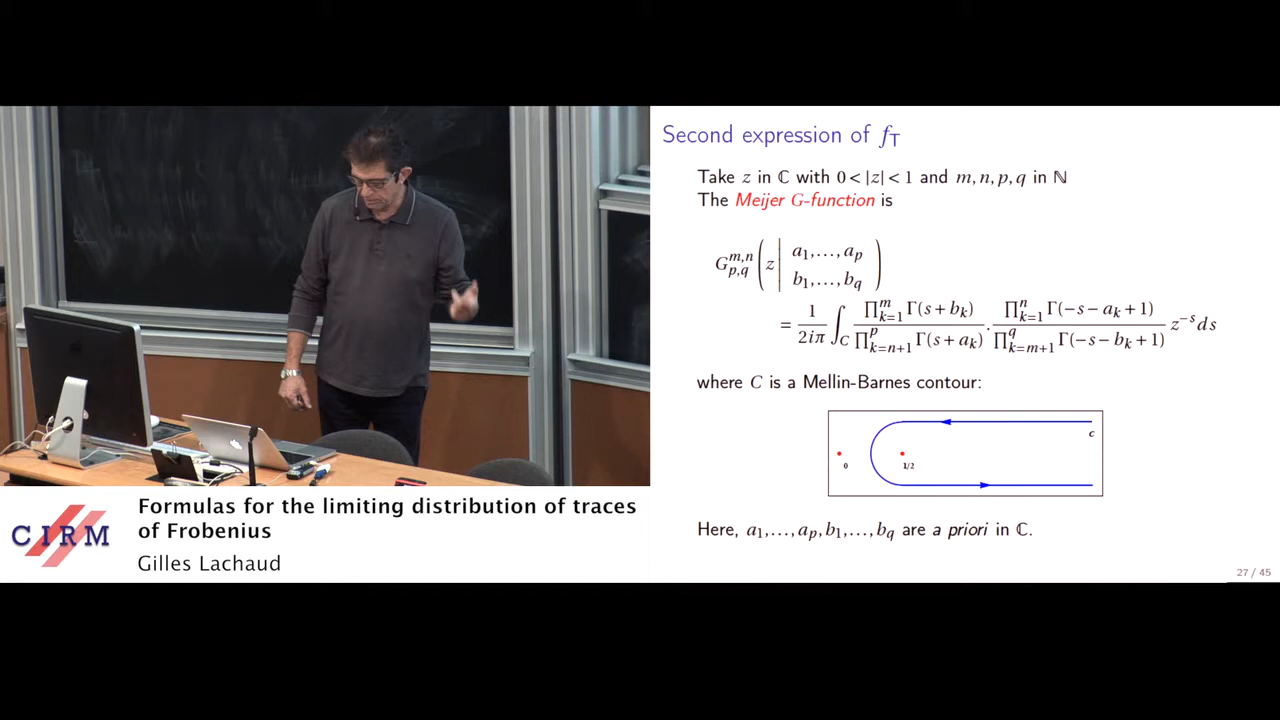 Second expression of f_T
Take z in ℂ with 0 < |z| < 1 and m, n, p, q in ℕ
The Meijer G-function is
G^{m,n}_{p,q} ( z | a_1, …, a_p
b_1, …, b_q )
= \frac{1}{2iπ} ∫_C \frac{∏_{k=1}^{m} Γ(s + b_k)}{∏_{k=n+1}^{p} Γ(s + a_k)} . \frac{∏_{k=1}^{n} Γ(−s − a_k + 1)}{∏_{k=m+1}^{q} Γ(−s − b_k + 1)} z^{−s} ds
where C is a Mellin-Barnes contour:
c
0
1/2
Here, a_1, …, a_p, b_1, …, b_q are a priori in ℂ.
27 / 45
CIRM
Formulas for the limiting distribution of traces
of Frobenius
Gilles Lachaud